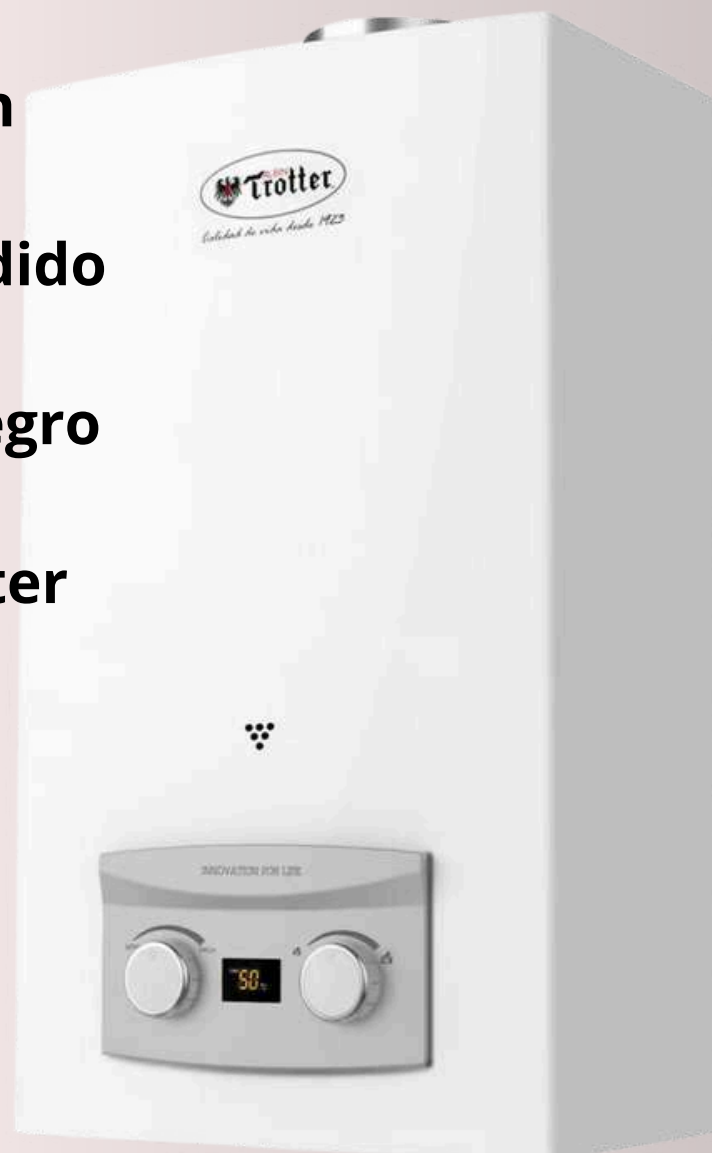 n
Trotter
Calidad de vida desde 1923
dido
egro
ter
INNOVATION FOR LIFE
50